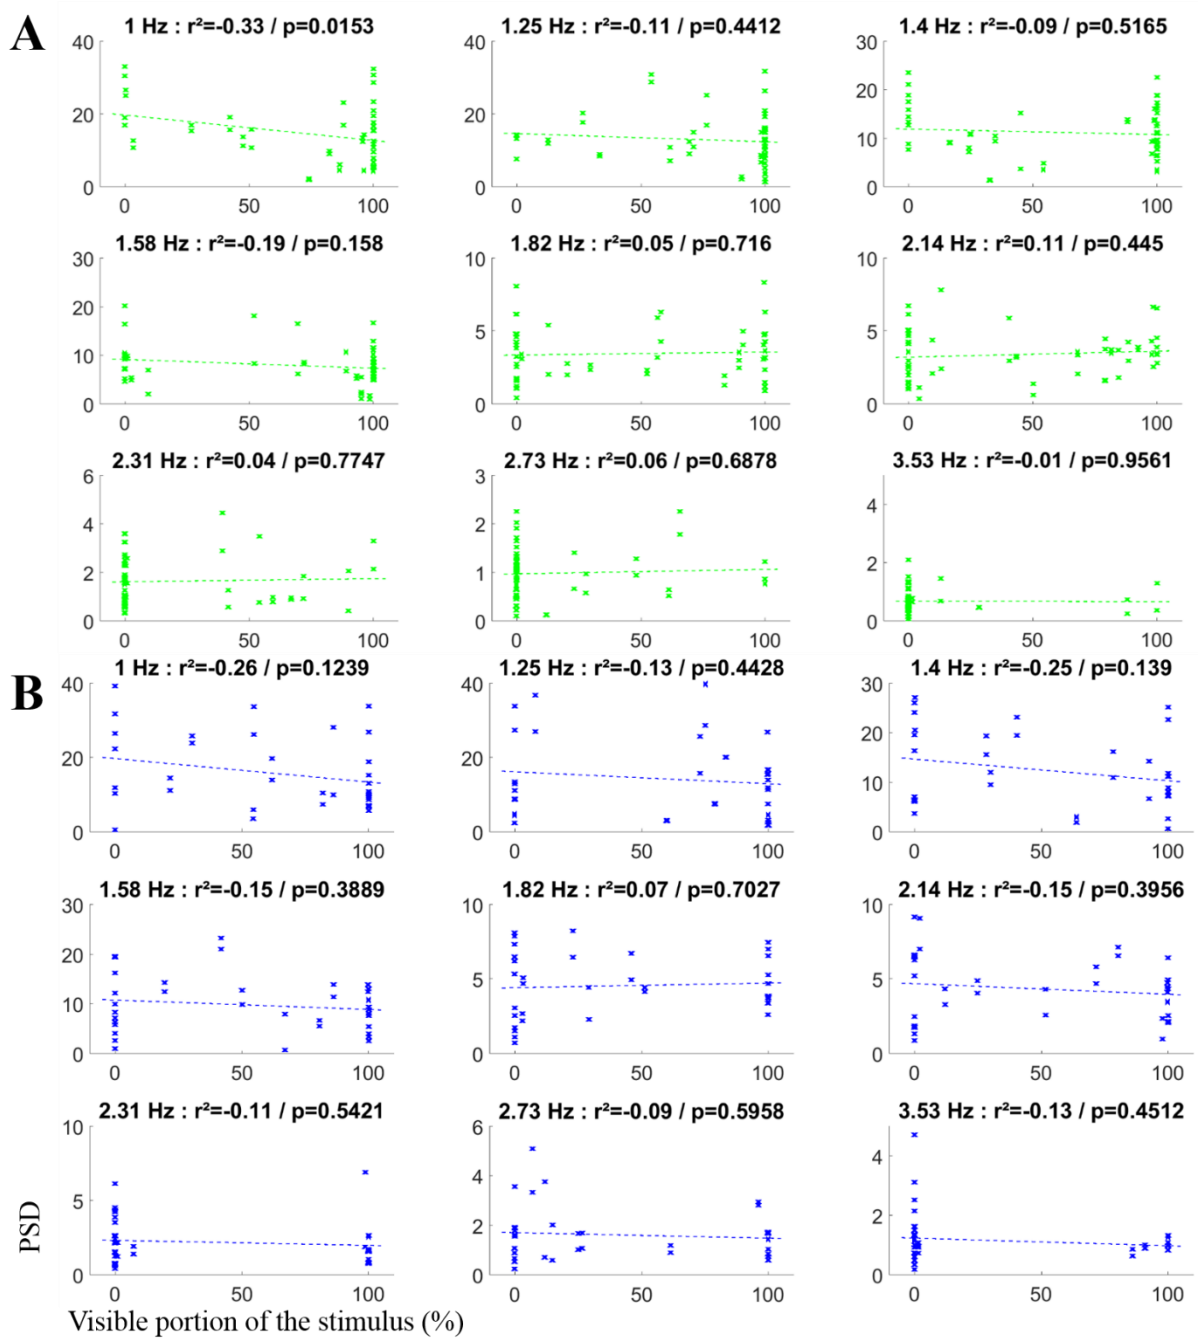 A
1 Hz : r²=-0.33 / p=0.0153
1.25 Hz : r²=-0.11 / p=0.4412
1.4 Hz : r²=-0.09 / p=0.5165
40 20 0
40 20 0
30 20 10 0
0 50 100
0 50 100
0 50 100
1.58 Hz : r²=-0.19 / p=0.158
1.82 Hz : r²=0.05 / p=0.716
2.14 Hz : r²=0.11 / p=0.445
30 20 10 0
10 5 0
10 5 0
0 50 100
0 50 100
0 50 100
2.31 Hz : r²=0.04 / p=0.7747
2.73 Hz : r²=0.06 / p=0.6878
3.53 Hz : r²=-0.01 / p=0.9561
6 4 2 0
3 2 1 0
4 2 0
0 50 100
0 50 100
0 50 100
B
1 Hz : r²=-0.26 / p=0.1239
1.25 Hz : r²=-0.13 / p=0.4428
1.4 Hz : r²=-0.25 / p=0.139
40 20 0
40 20 0
30 20 10 0
0 50 100
0 50 100
0 50 100
1.58 Hz : r²=-0.15 / p=0.3889
1.82 Hz : r²=0.07 / p=0.7027
2.14 Hz : r²=-0.15 / p=0.3956
30 20 10 0
10 5 0
10 5 0
0 50 100
0 50 100
0 50 100
2.31 Hz : r²=-0.11 / p=0.5421
2.73 Hz : r²=-0.09 / p=0.5958
3.53 Hz : r²=-0.13 / p=0.4512
10 5 0
6 4 2 0
4 2 0
0 50 100
0 50 100
0 50 100
PSD
Visible portion of the stimulus (%)